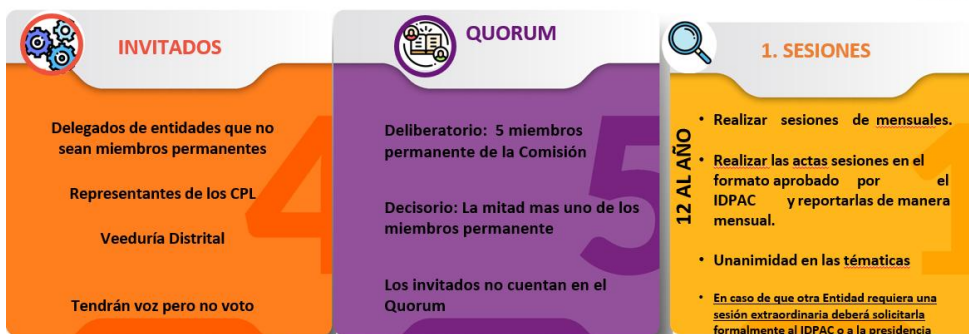 INVITADOS
Delegados de entidades que no
sean miembros permanentes
Representantes de los CPL
Veeduría Distrital
Tendrán voz pero no voto
4
QUORUM
Deliberatorio: 5 miembros
permanente de la Comisión
Decisorio: La mitad mas uno de los
miembros permanente
Los invitados no cuentan en el
Quorum
5
1. SESIONES
12 AL AÑO
• Realizar sesiones de mensuales.
• Realizar las actas sesiones en el
formato aprobado por el
IDPAC y reportarlas de manera
mensual.
• Unanimidad en las tématicas
• En caso de que otra Entidad requiera una
sesión extraordinaria deberá solicitarla
formalmente al IDPAC o a la presidencia
1